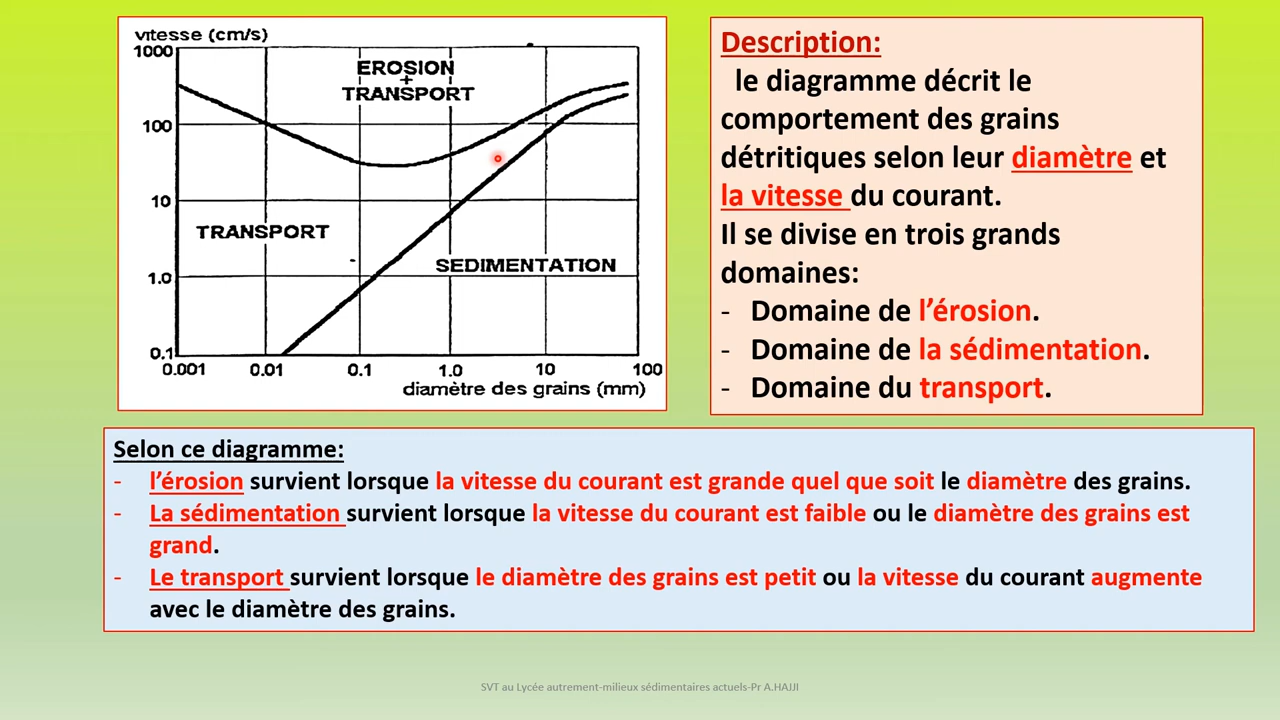 vitesse (cm/s)
1000
100
10
1.0
0.1
EROSION
+
TRANSPORT
TRANSPORT
SEDIMENTATION
0.001 0.01 0.1 1.0 10 100
diamètre des grains (mm)
Description:
le diagramme décrit le
comportement des grains
détritiques selon leur diamètre et
la vitesse du courant.
Il se divise en trois grands
domaines:
- Domaine de l’érosion.
- Domaine de la sédimentation.
- Domaine du transport.
Selon ce diagramme:
- l’érosion survient lorsque la vitesse du courant est grande quel que soit le diamètre des grains.
- La sédimentation survient lorsque la vitesse du courant est faible ou le diamètre des grains est
grand.
- Le transport survient lorsque le diamètre des grains est petit ou la vitesse du courant augmente
avec le diamètre des grains.
SVT au Lycée autrement-milieux sédimentaires actuels-Pr A.HAJJI